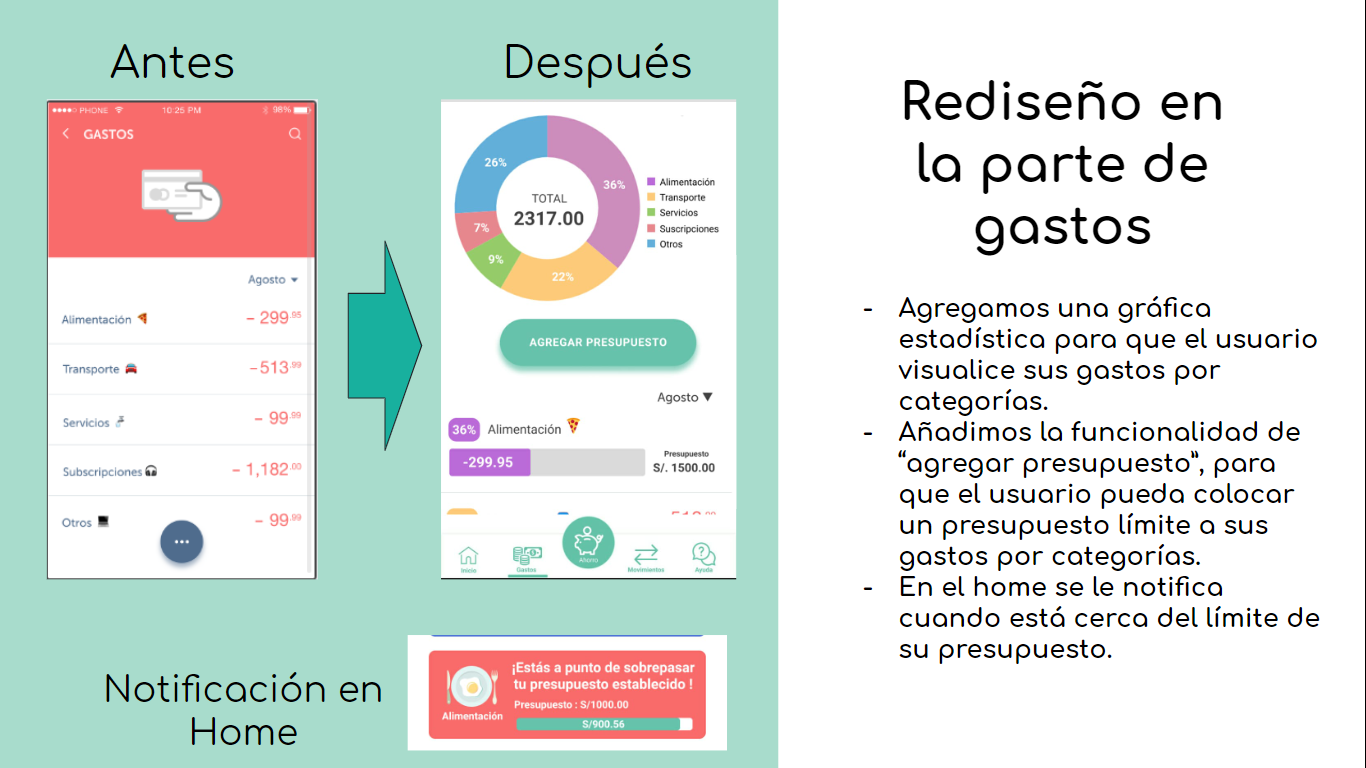 Antes
Después
PHONE 10:25 PM 98%
GASTOS
Agosto
Alimentación - 299.95
Transporte -513.99
Servicios - 99.99
Subscripciones - 1,182.00
Otros - 99.99
26%
36%
7%
9%
22%
TOTAL
2317.00
Alimentación
Transporte
Servicios
Suscripciones
Otros
AGREGAR PRESUPUESTO
Agosto ▼
36% Alimentación
-299.95
Presupuesto
S/. 1500.00
Inicio
Gastos
Ahorro
Movimientos
Ayuda
Notificación en
Home
¡Estás a punto de sobrepasar
tu presupuesto establecido !
Presupuesto : S/1000.00
S/900.56
Alimentación
Rediseño en
la parte de
gastos
- Agregamos una gráfica
estadística para que el usuario
visualice sus gastos por
categorías.
- Añadimos la funcionalidad de
“agregar presupuesto”, para
que el usuario pueda colocar
un presupuesto límite a sus
gastos por categorías.
- En el home se le notifica
cuando está cerca del límite de
su presupuesto.